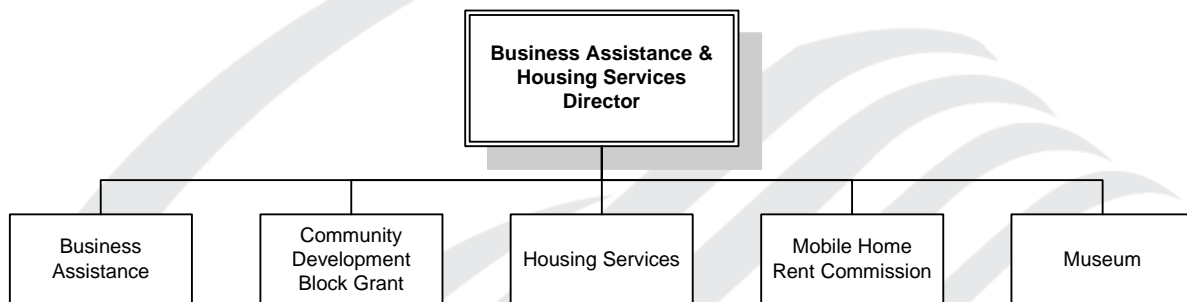 Business Assistance &
Housing Services
Director
Business
Assistance
Community
Development
Block Grant
Housing Services
Mobile Home
Rent Commission
Museum